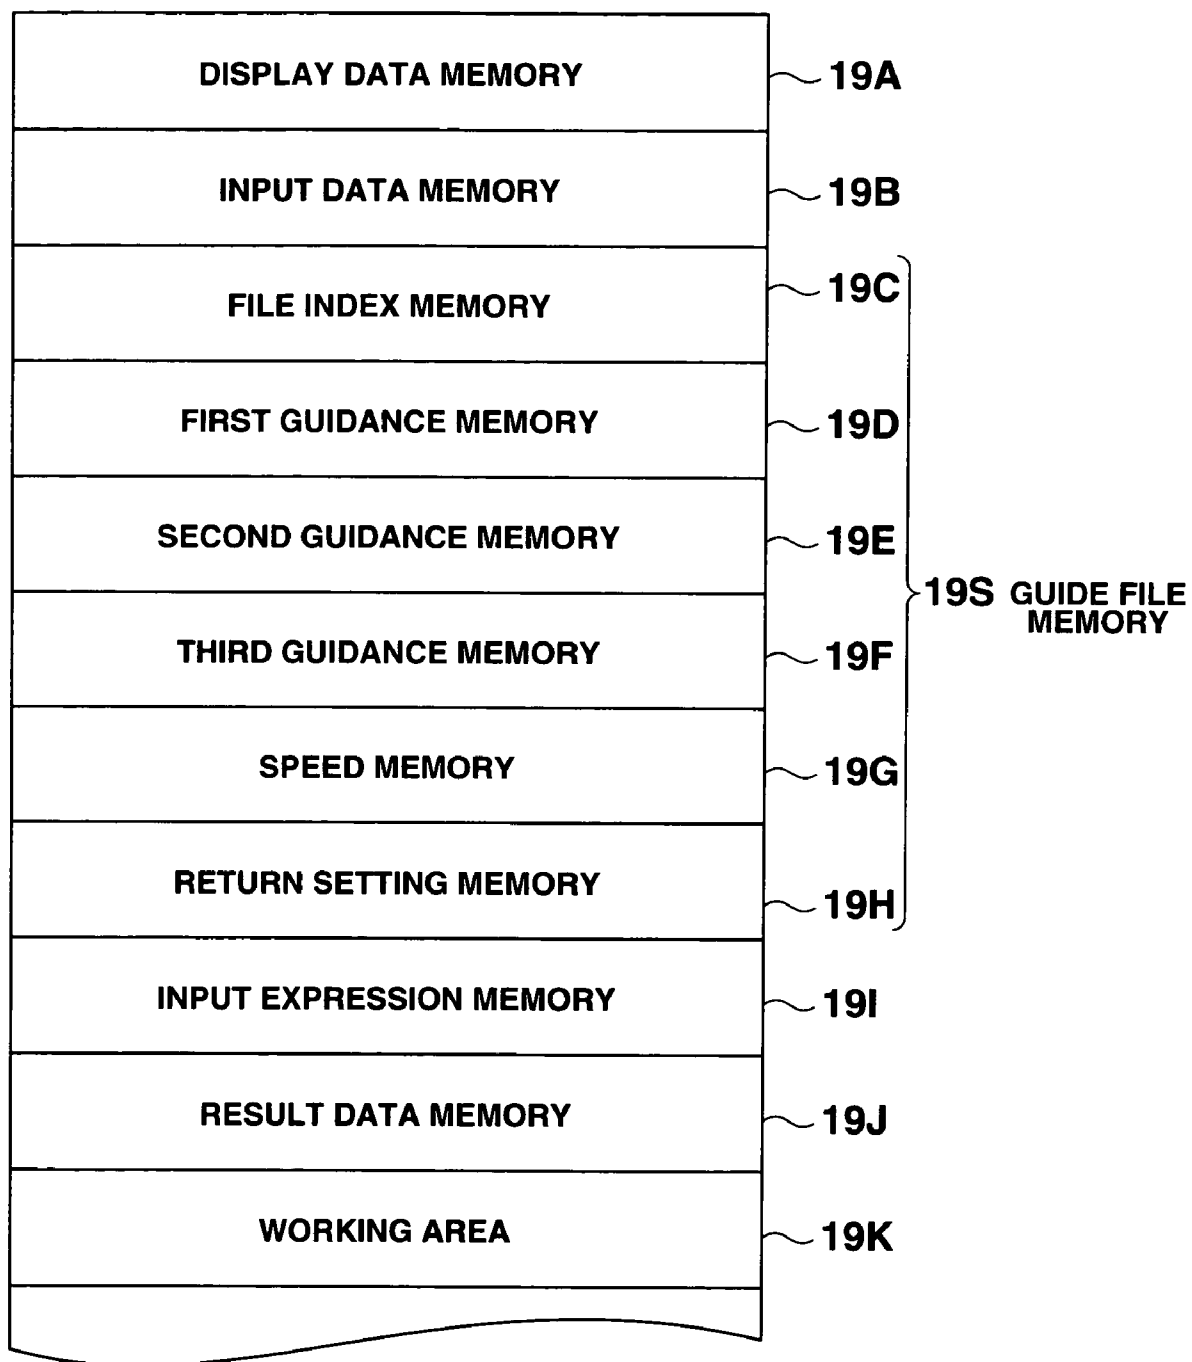 DISPLAY DATA MEMORY 19A
INPUT DATA MEMORY 19B
FILE INDEX MEMORY 19C
FIRST GUIDANCE MEMORY 19D
SECOND GUIDANCE MEMORY 19E
19S GUIDE FILE
MEMORY
THIRD GUIDANCE MEMORY 19F
SPEED MEMORY 19G
RETURN SETTING MEMORY 19H
INPUT EXPRESSION MEMORY 19I
RESULT DATA MEMORY 19J
WORKING AREA 19K